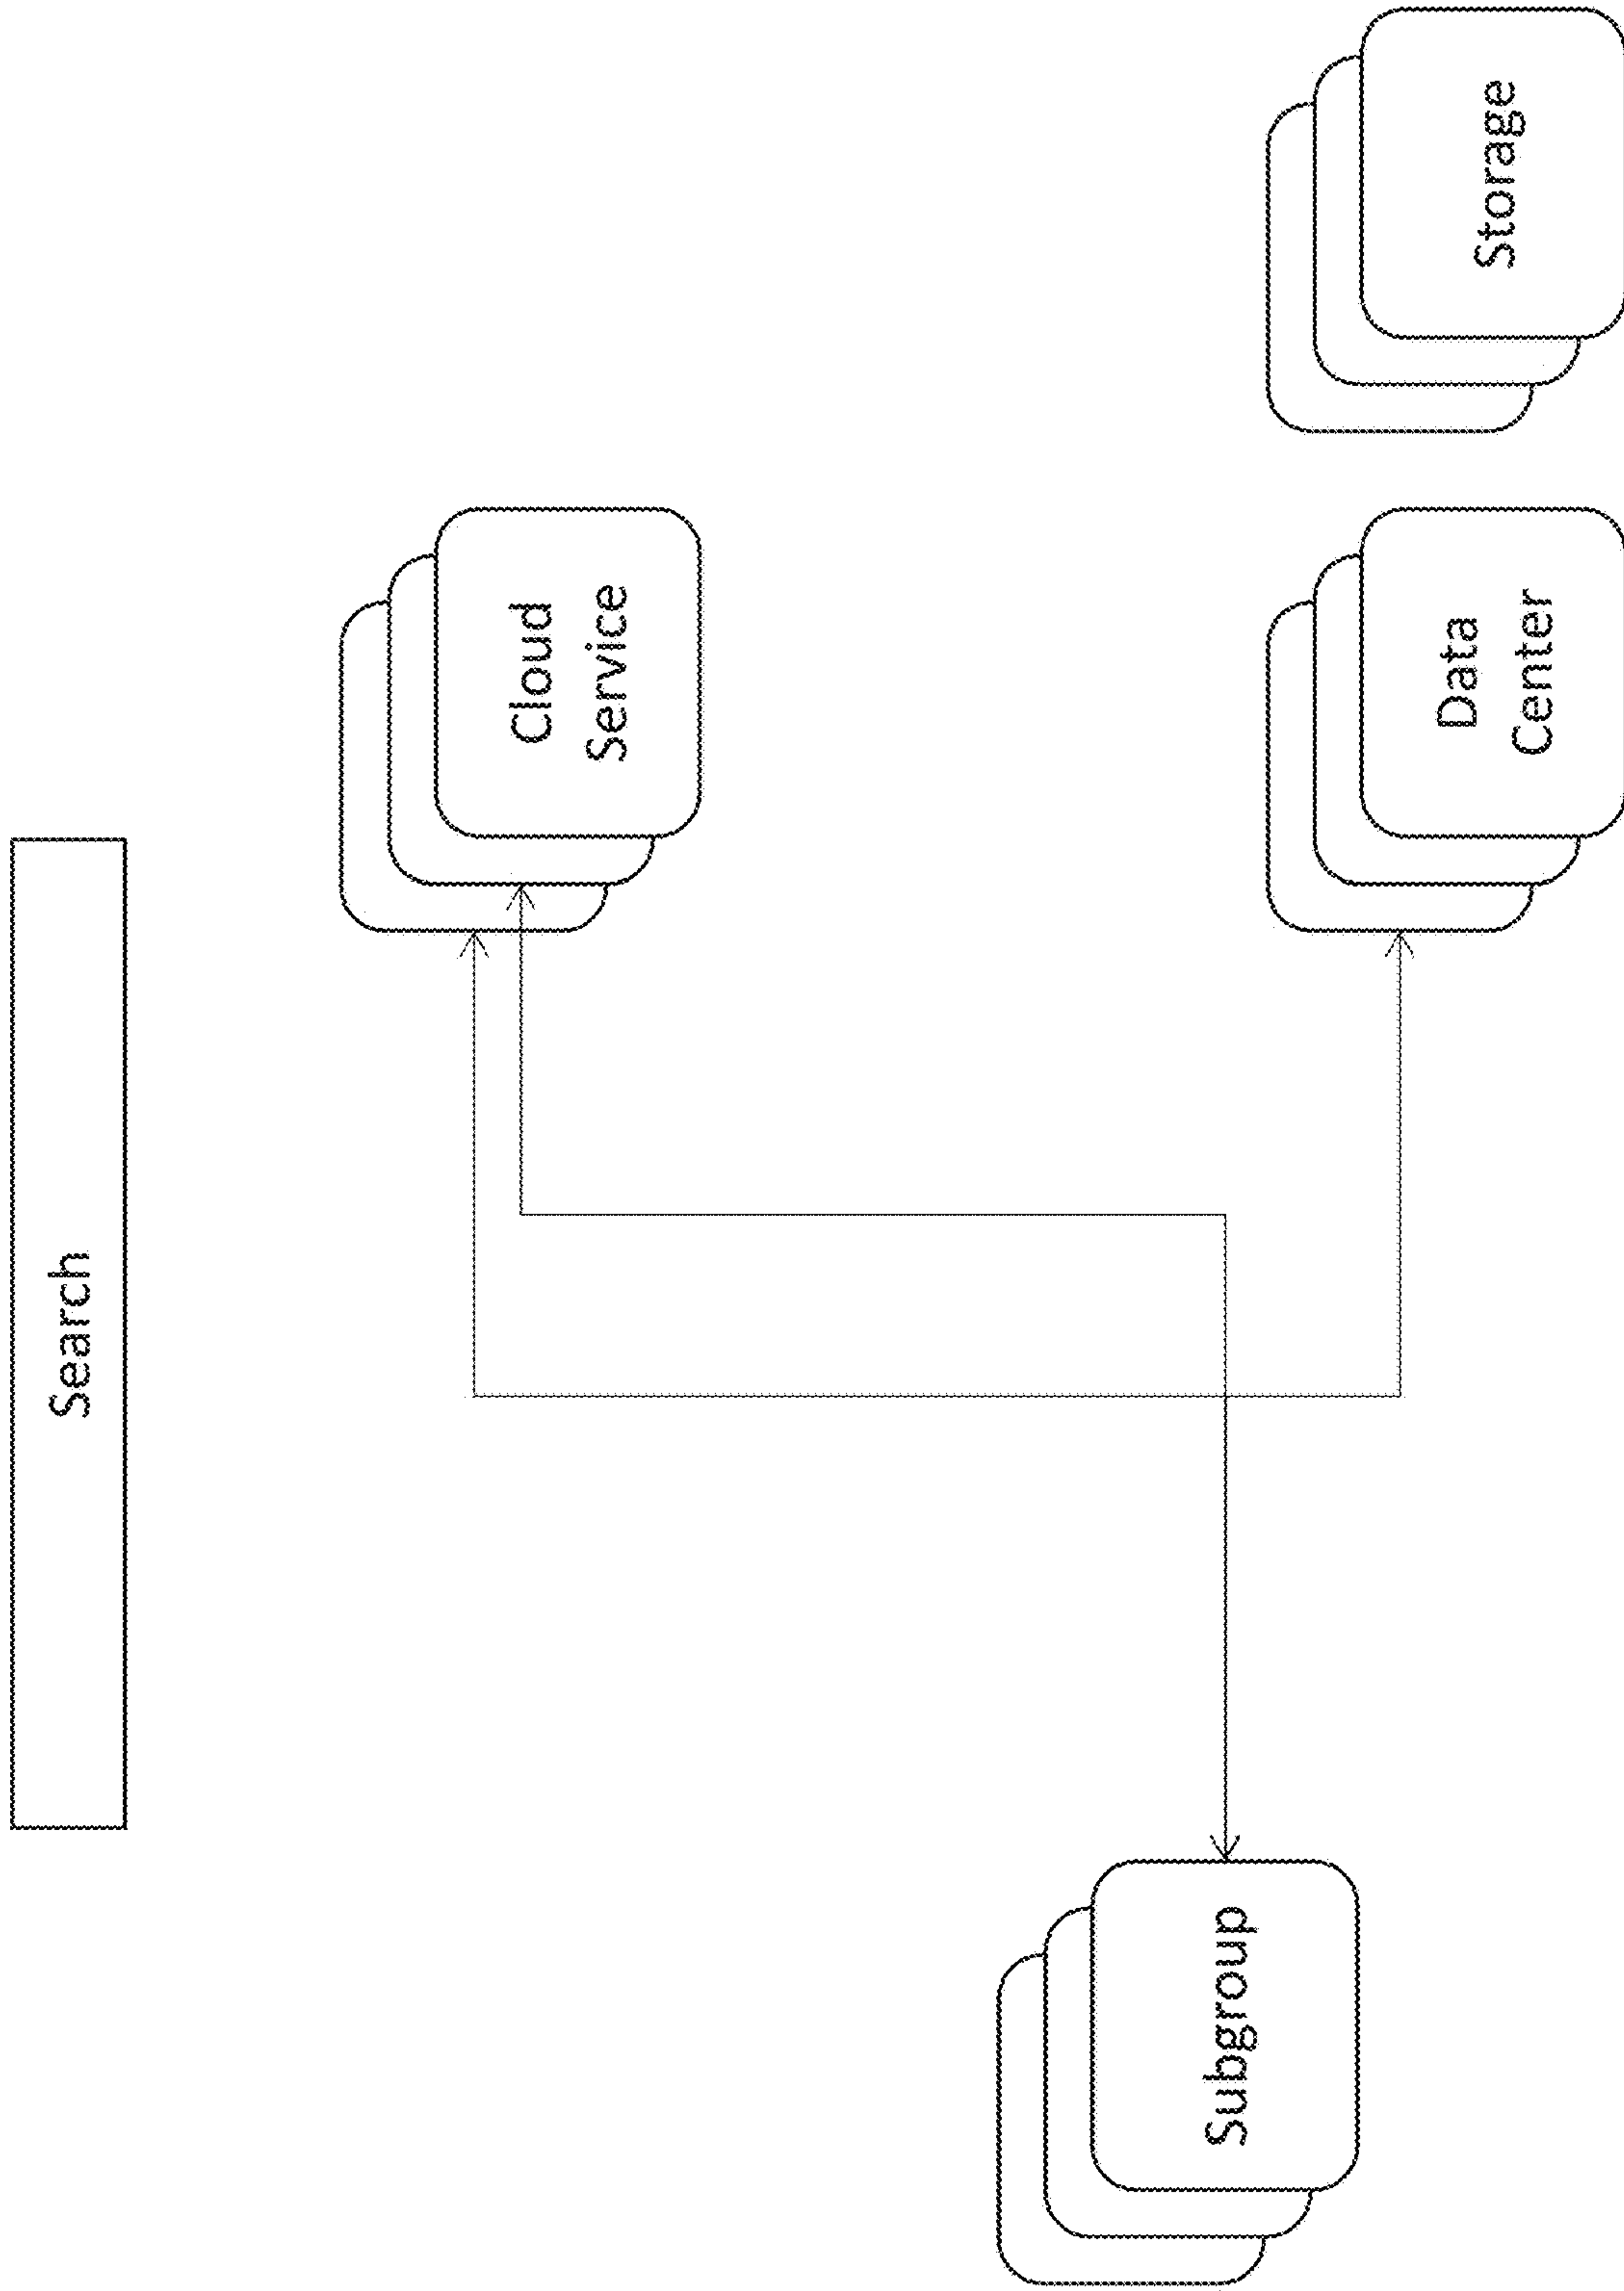 Search
Cloud
Service
Subgroup
Data
Center
Storage